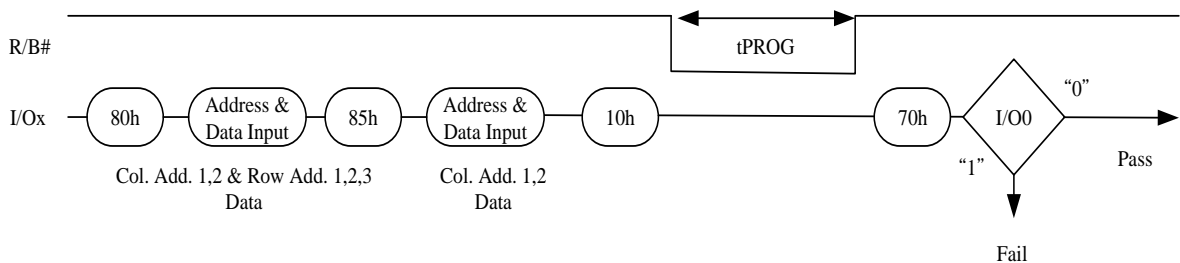 R/B#
tPROG
I/Ox
80h
Address &
Data Input
85h
Address &
Data Input
10h
70h
I/O0
“0”
“1”
Pass
Col. Add. 1,2 & Row Add. 1,2,3
Data
Col. Add. 1,2
Data
Fail